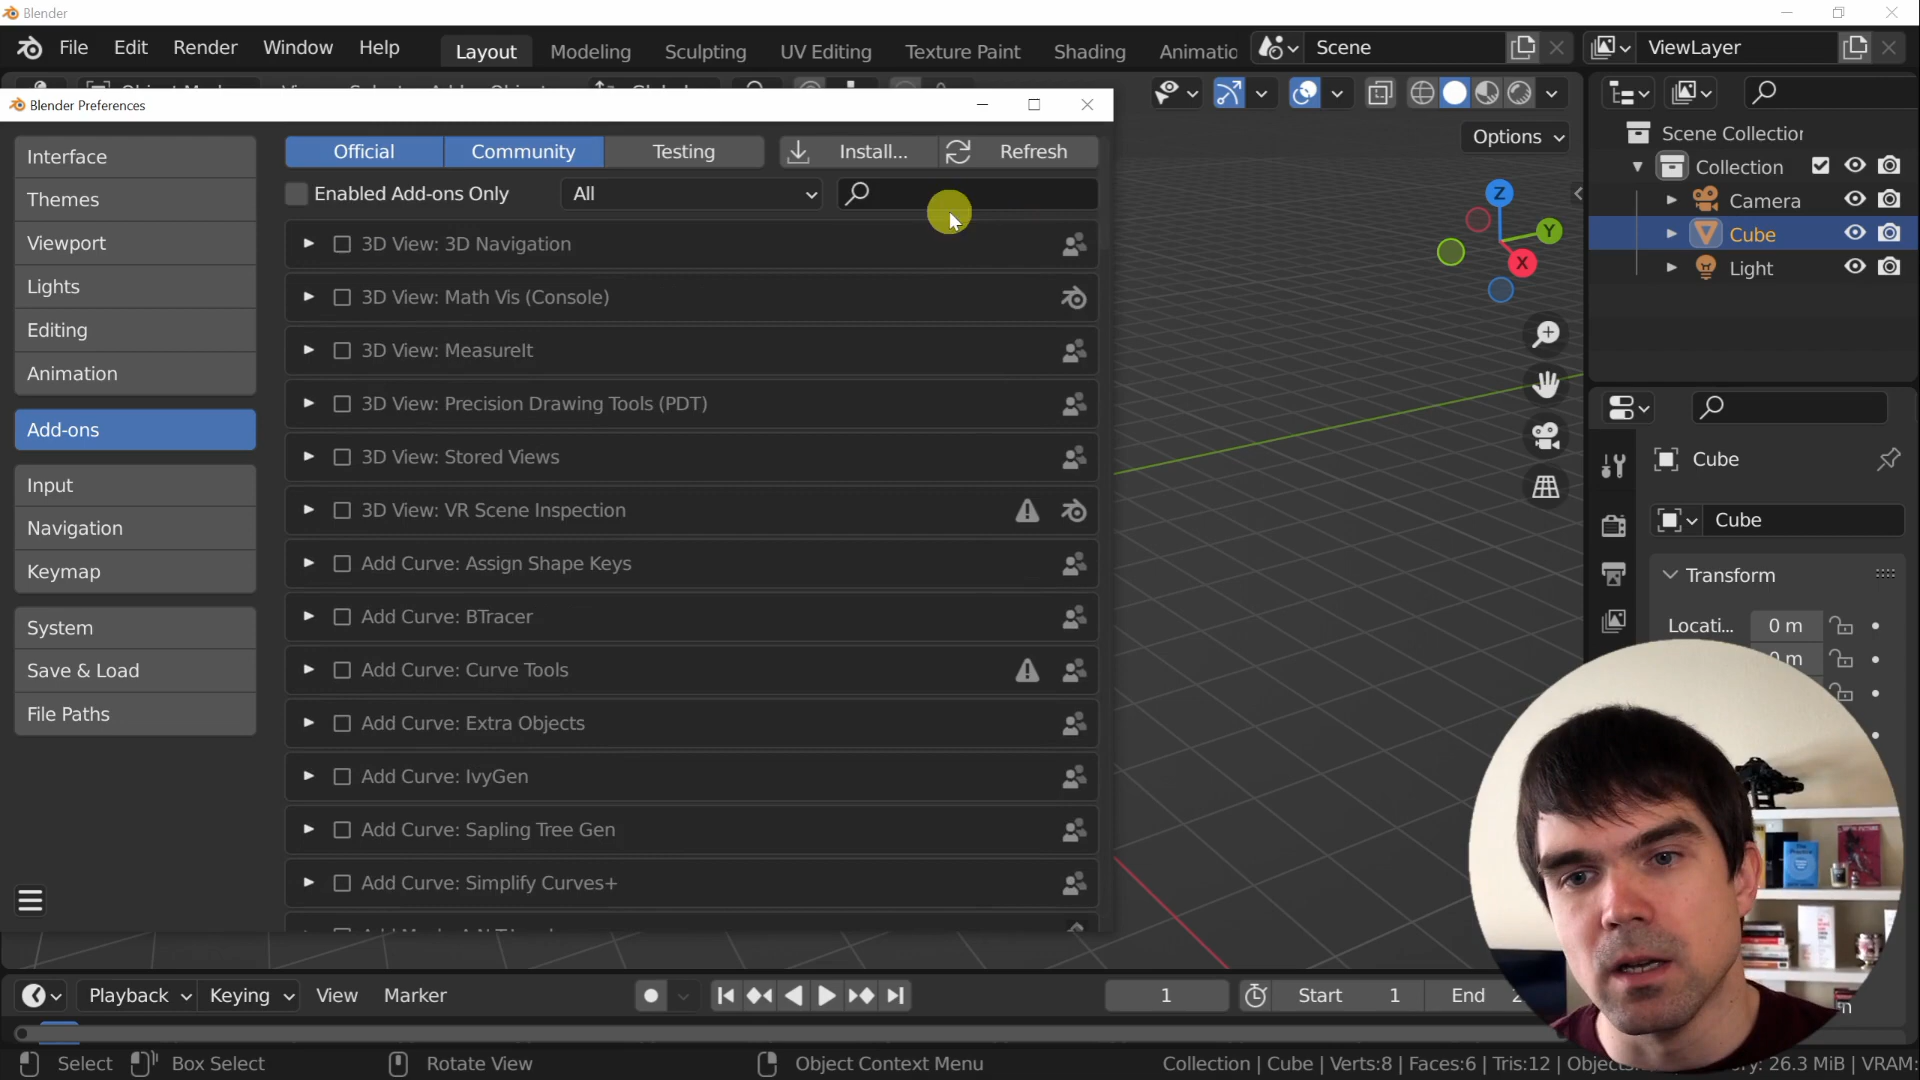 Blender
File Edit Render Window Help Layout Modeling Sculpting UV Editing Texture Paint Shading Animatio Scene ViewLayer
Blender Preferences
Options
Interface
Themes
Viewport
Lights
Editing
Animation
Add-ons
Input
Navigation
Keymap
System
Save & Load
File Paths
Official Community Testing Install... Refresh
Enabled Add-ons Only All
3D View: 3D Navigation
3D View: Math Vis (Console)
3D View: MeasureIt
3D View: Precision Drawing Tools (PDT)
3D View: Stored Views
3D View: VR Scene Inspection
Add Curve: Assign Shape Keys
Add Curve: BTracer
Add Curve: Curve Tools
Add Curve: Extra Objects
Add Curve: IvyGen
Add Curve: Sapling Tree Gen
Add Curve: Simplify Curves+
Z
Y
X
Scene Collection
Collection
Camera
Cube
Light
Cube
Cube
Transform
Locati... 0 m
0 m
Playback Keying View Marker 1 Start 1 End
Select Box Select Rotate View Object Context Menu Collection | Cube | Verts:8 | Faces:6 | Tris:12 | Objects 26.3 MiB | VRAM: